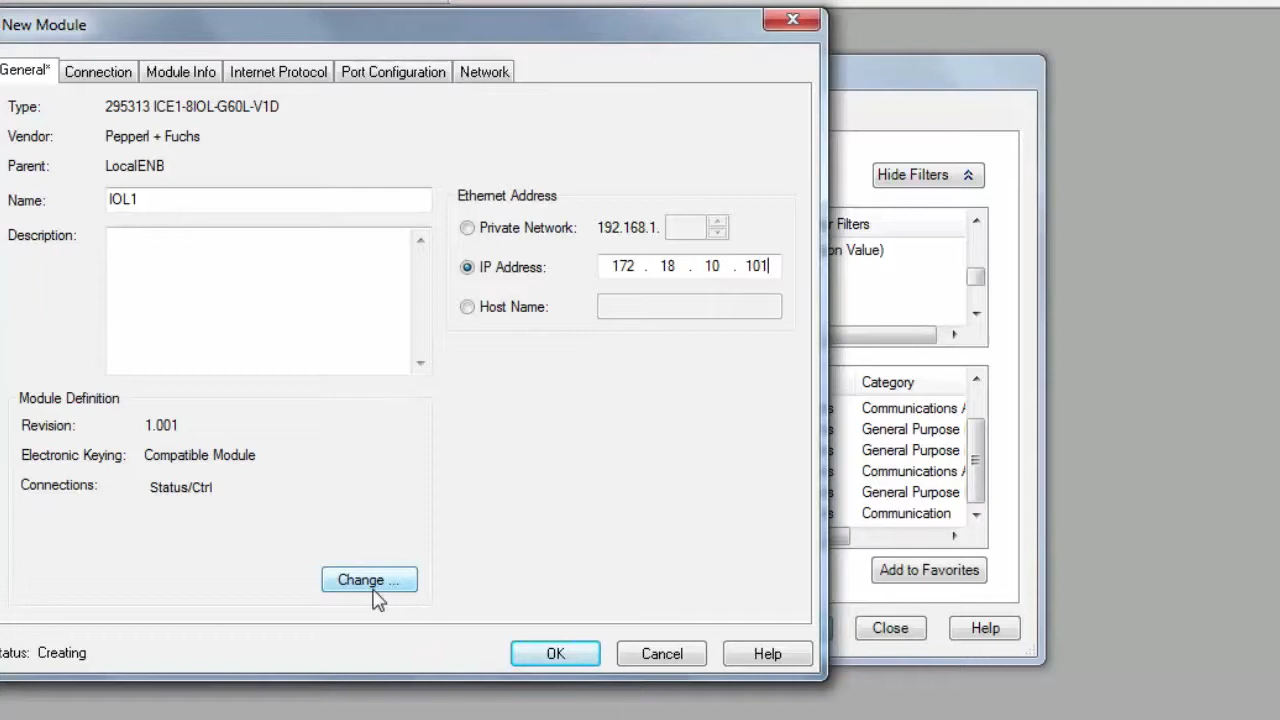 New Module
General*
Connection
Module Info
Internet Protocol
Port Configuration
Network
Type: 295313 ICE1-8IOL-G60L-V1D
Vendor: Pepperl + Fuchs
Parent: LocalENB
Name: IOL1
Description:
Ethernet Address
Private Network: 192.168.1.
IP Address: 172 . 18 . 10 . 101
Host Name:
Module Definition
Revision: 1.001
Electronic Keying: Compatible Module
Connections: Status/Ctrl
Change ...
tatus: Creating
OK
Cancel
Help
Hide Filters
r Filters
on Value)
Category
s Communications A
s General Purpose
s General Purpose
s Communications A
s General Purpose
s Communication
Add to Favorites
Close
Help